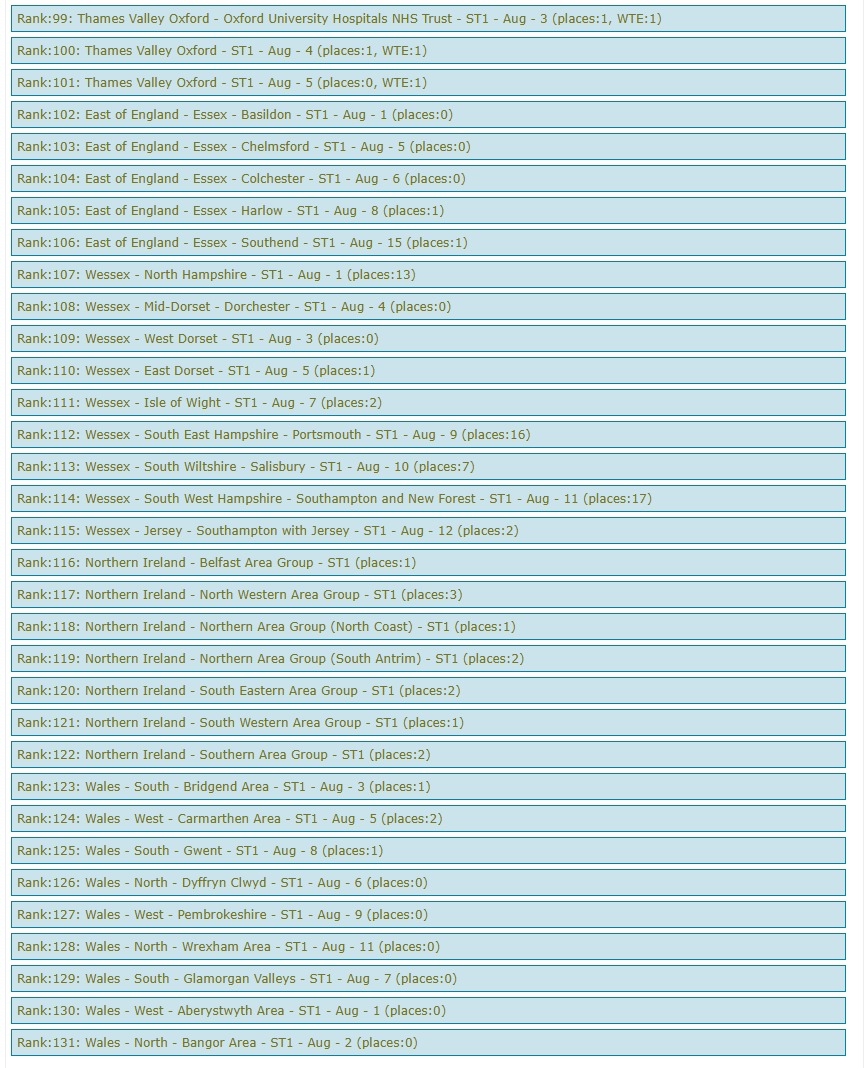 Rank:99: Thames Valley Oxford - Oxford University Hospitals NHS Trust - ST1 - Aug - 3 (places:1, WTE:1)
Rank:100: Thames Valley Oxford - ST1 - Aug - 4 (places:1, WTE:1)
Rank:101: Thames Valley Oxford - ST1 - Aug - 5 (places:0, WTE:1)
Rank:102: East of England - Essex - Basildon - ST1 - Aug - 1 (places:0)
Rank:103: East of England - Essex - Chelmsford - ST1 - Aug - 5 (places:0)
Rank:104: East of England - Essex - Colchester - ST1 - Aug - 6 (places:0)
Rank:105: East of England - Essex - Harlow - ST1 - Aug - 8 (places:1)
Rank:106: East of England - Essex - Southend - ST1 - Aug - 15 (places:1)
Rank:107: Wessex - North Hampshire - ST1 - Aug - 1 (places:13)
Rank:108: Wessex - Mid-Dorset - Dorchester - ST1 - Aug - 4 (places:0)
Rank:109: Wessex - West Dorset - ST1 - Aug - 3 (places:0)
Rank:110: Wessex - East Dorset - ST1 - Aug - 5 (places:1)
Rank:111: Wessex - Isle of Wight - ST1 - Aug - 7 (places:2)
Rank:112: Wessex - South East Hampshire - Portsmouth - ST1 - Aug - 9 (places:16)
Rank:113: Wessex - South Wiltshire - Salisbury - ST1 - Aug - 10 (places:7)
Rank:114: Wessex - South West Hampshire - Southampton and New Forest - ST1 - Aug - 11 (places:17)
Rank:115: Wessex - Jersey - Southampton with Jersey - ST1 - Aug - 12 (places:2)
Rank:116: Northern Ireland - Belfast Area Group - ST1 (places:1)
Rank:117: Northern Ireland - North Western Area Group - ST1 (places:3)
Rank:118: Northern Ireland - Northern Area Group (North Coast) - ST1 (places:1)
Rank:119: Northern Ireland - Northern Area Group (South Antrim) - ST1 (places:2)
Rank:120: Northern Ireland - South Eastern Area Group - ST1 (places:2)
Rank:121: Northern Ireland - South Western Area Group - ST1 (places:1)
Rank:122: Northern Ireland - Southern Area Group - ST1 (places:2)
Rank:123: Wales - South - Bridgend Area - ST1 - Aug - 3 (places:1)
Rank:124: Wales - West - Carmarthen Area - ST1 - Aug - 5 (places:2)
Rank:125: Wales - South - Gwent - ST1 - Aug - 8 (places:1)
Rank:126: Wales - North - Dyffryn Clwyd - ST1 - Aug - 6 (places:0)
Rank:127: Wales - West - Pembrokeshire - ST1 - Aug - 9 (places:0)
Rank:128: Wales - North - Wrexham Area - ST1 - Aug - 11 (places:0)
Rank:129: Wales - South - Glamorgan Valleys - ST1 - Aug - 7 (places:0)
Rank:130: Wales - West - Aberystwyth Area - ST1 - Aug - 1 (places:0)
Rank:131: Wales - North - Bangor Area - ST1 - Aug - 2 (places:0)